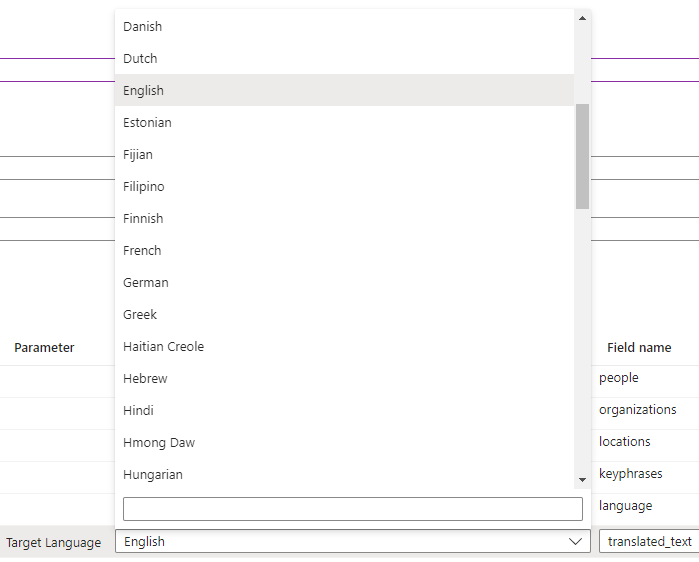 Danish
Dutch
English
Estonian
Fijian
Filipino
Finnish
French
German
Greek
Haitian Creole
Parameter
Field name
Hebrew
people
Hindi
organizations
Hmong Daw
locations
Hungarian
keyphrases
language
Target Language
English
translated_text